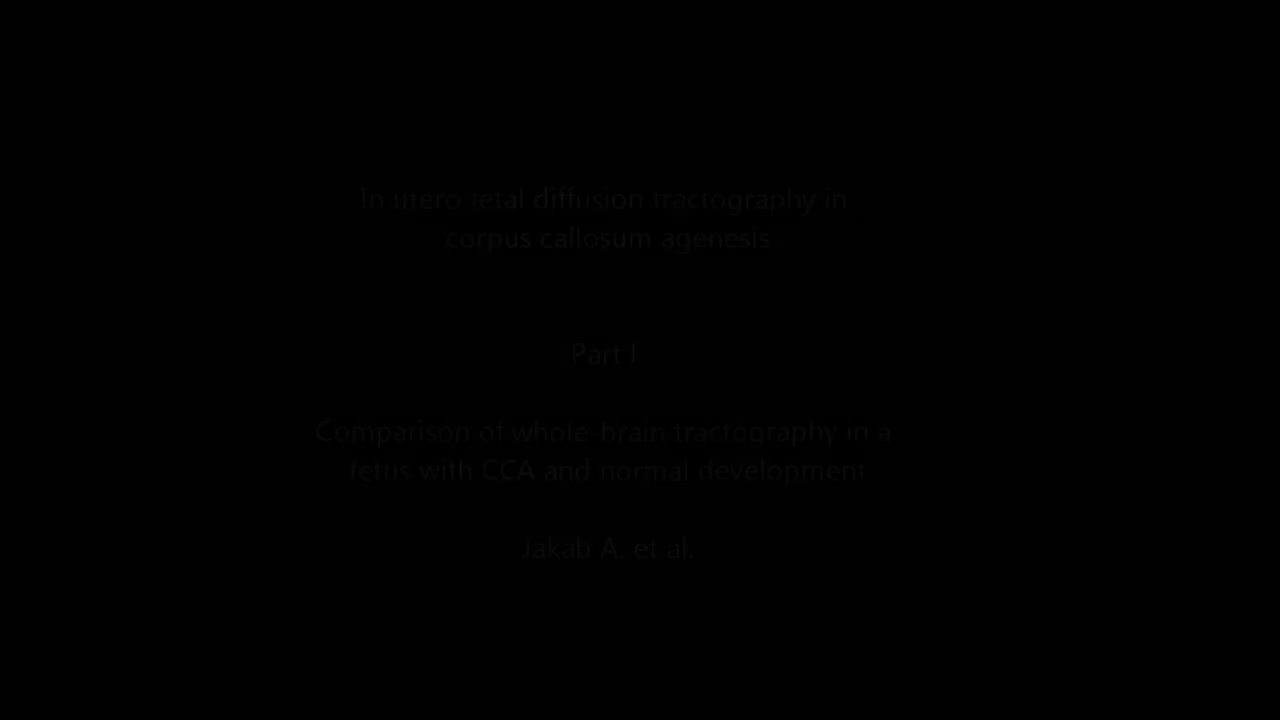 In utero fetal diffusion tractography in
corpus callosum agenesis
Part I
Comparison of whole-brain tractography in a
fetus with CCA and normal development
Jakab A. et al.